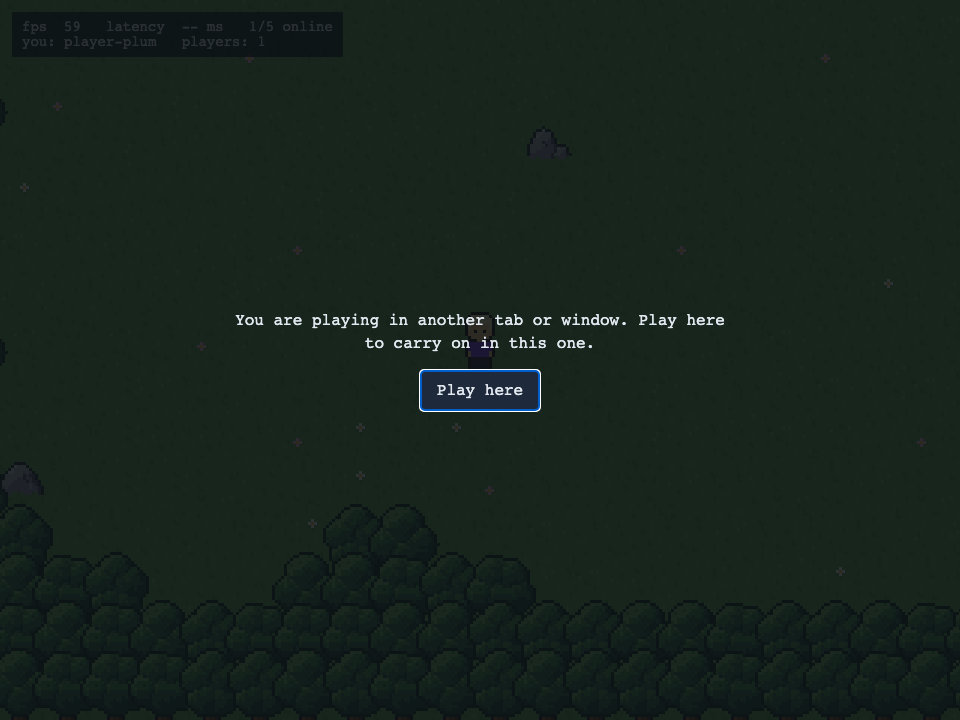 fps 59 latency -- ms 1/5 online
you: player-plum players: 1
You are playing in another tab or window. Play here
to carry on in this one.
Play here